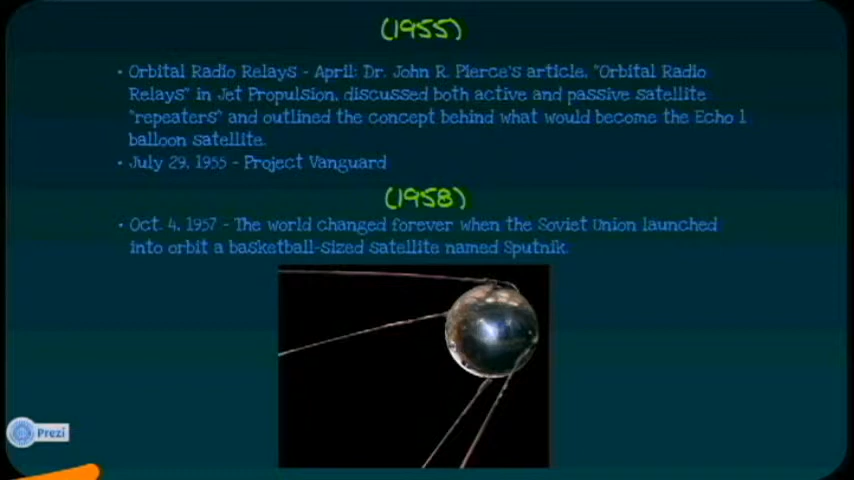 (1955)
• Orbital Radio Relays - April: Dr. John R. Pierce's article, "Orbital Radio
Relays" in Jet Propulsion, discussed both active and passive satellite
"repeaters" and outlined the concept behind what would become the Echo 1
balloon satellite.
• July 29, 1955 - Project Vanguard
(1958)
• Oct. 4, 1957 - The world changed forever when the Soviet Union launched
into orbit a basketball-sized satellite named Sputnik.
Prezi